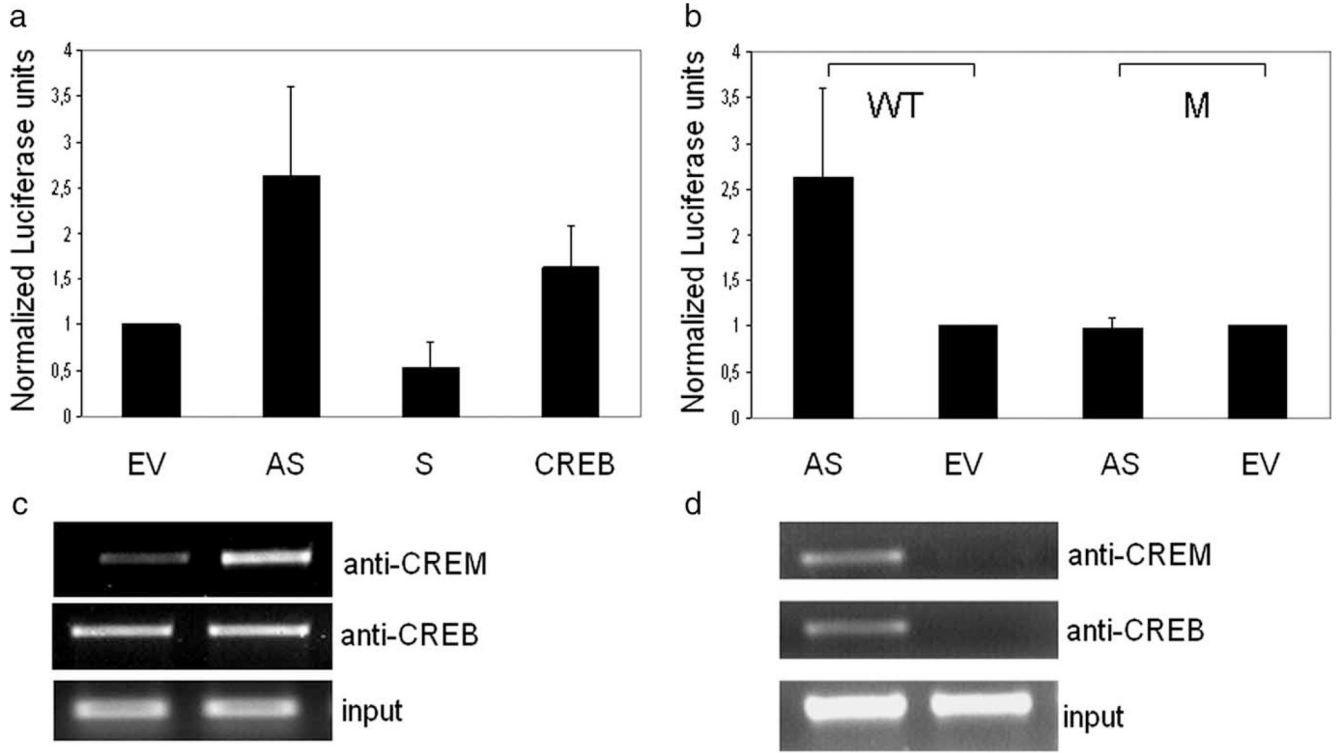 a
Normalized Luciferase units
4
3,5
3
2,5
2
1,5
1
0,5
0
EV AS S CREB
b
Normalized Luciferase units
4
3,5
3
2,5
2
1,5
1
0,5
0
WT M
AS EV AS EV
c
anti-CREM
anti-CREB
input
d
anti-CREM
anti-CREB
input